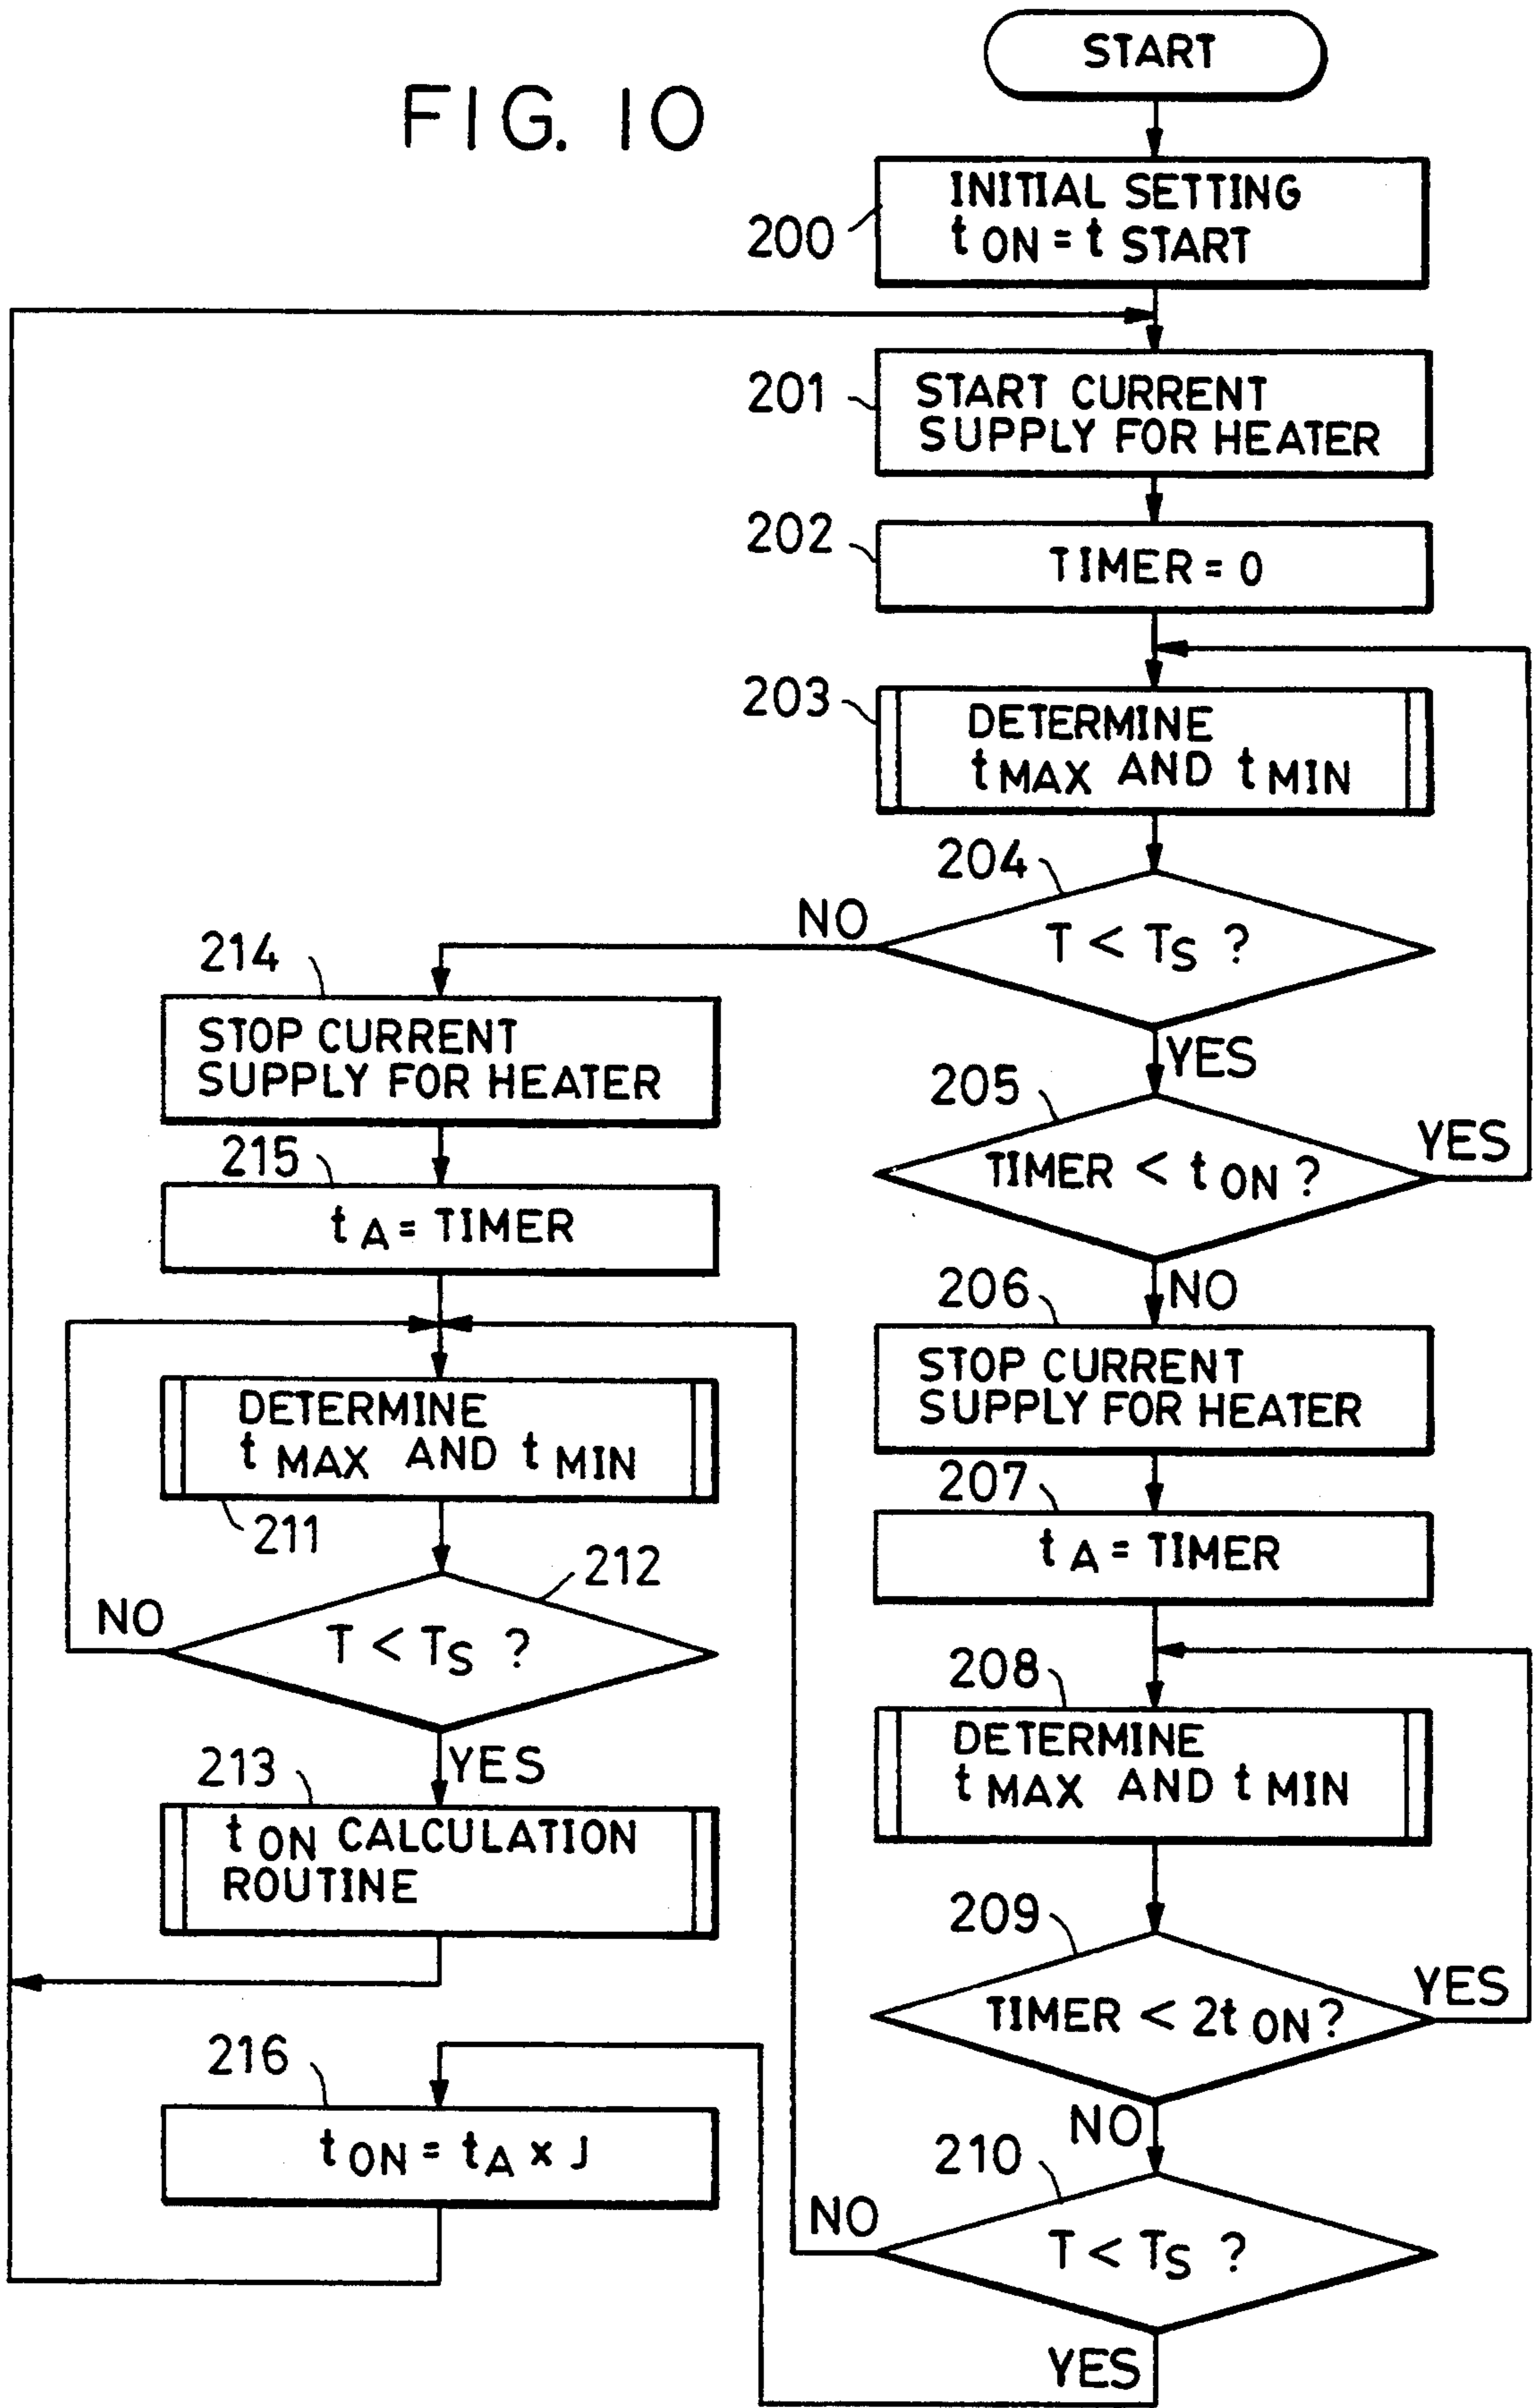 FIG. 10
START
200
INITIAL SETTING
t ON = t START
201
START CURRENT
SUPPLY FOR HEATER
202
TIMER = 0
203
DETERMINE
t MAX AND t MIN
204
T < TS ?
NO
YES
205
TIMER < t ON ?
YES
NO
206
STOP CURRENT
SUPPLY FOR HEATER
207
t A = TIMER
208
DETERMINE
t MAX AND t MIN
209
TIMER < 2t ON ?
YES
NO
210
T < TS ?
NO
YES
214
STOP CURRENT
SUPPLY FOR HEATER
215
t A = TIMER
DETERMINE
t MAX AND t MIN
211
212
T < TS ?
NO
YES
213
t ON CALCULATION
ROUTINE
216
t ON = t A × J